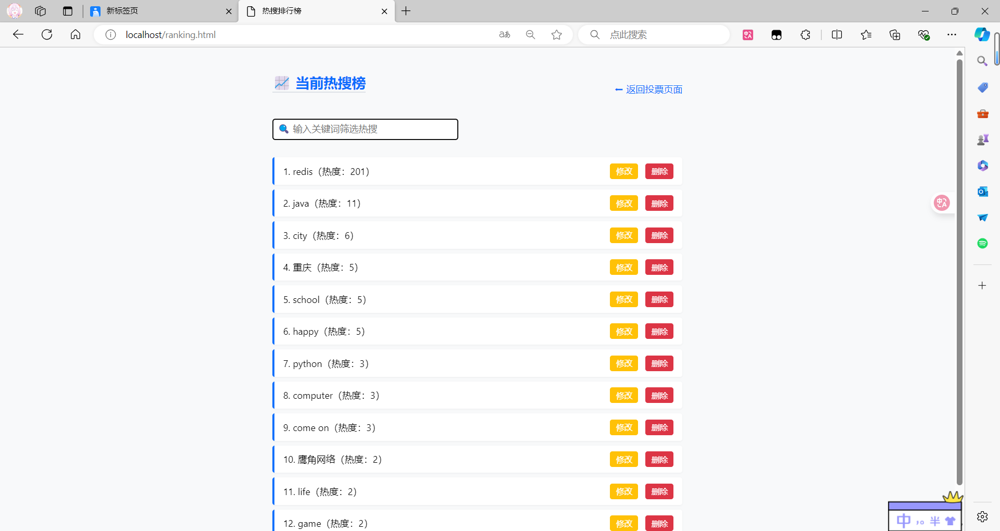 新标签页
热搜排行榜
localhost/ranking.html
aあ
点此搜索
当前热搜榜
← 返回投票页面
输入关键词筛选热搜
1. redis（热度：201）
修改 删除
2. java（热度：11）
修改 删除
3. city（热度：6）
修改 删除
4. 重庆（热度：5）
修改 删除
5. school（热度：5）
修改 删除
6. happy（热度：5）
修改 删除
7. python（热度：3）
修改 删除
8. computer（热度：3）
修改 删除
9. come on（热度：3）
修改 删除
10. 鹰角网络（热度：2）
修改 删除
11. life（热度：2）
修改 删除
12. game（热度：2）
修改 删除
中 ，。 半